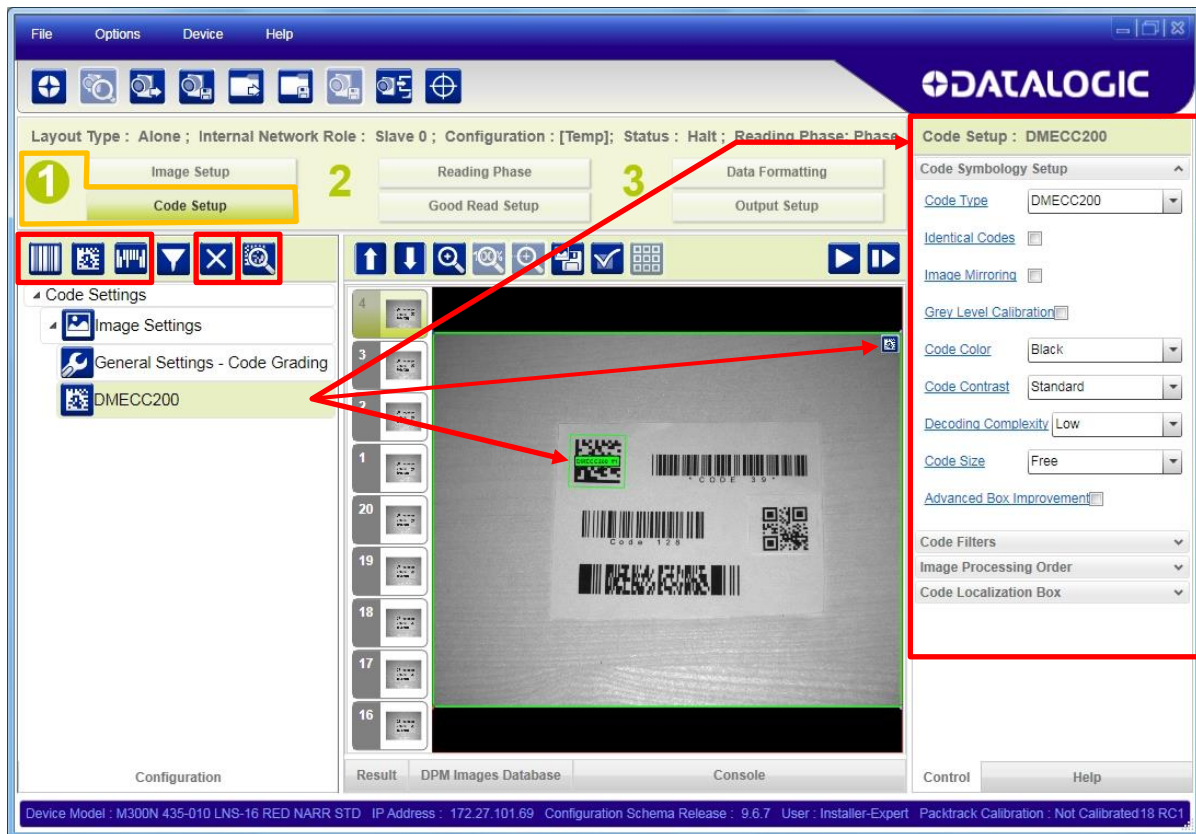 File Options Device Help
DATALOGIC
Layout Type : Alone ; Internal Network Role : Slave 0 ; Configuration : [Temp]; Status : Halt ; Reading Phase: Phase
1
Image Setup
Code Setup
2
Reading Phase
Good Read Setup
3
Data Formatting
Output Setup
Code Settings
Image Settings
General Settings - Code Grading
DMECC200
Configuration
100%
4
3
2
1
20
19
18
17
16
*CODE 39*
Code 128
Result DPM Images Database Console
Code Setup : DMECC200
Code Symbology Setup
Code Type DMECC200
Identical Codes
Image Mirroring
Grey Level Calibration
Code Color Black
Code Contrast Standard
Decoding Complexity Low
Code Size Free
Advanced Box Improvement
Code Filters
Image Processing Order
Code Localization Box
Control Help
Device Model : M300N 435-010 LNS-16 RED NARR STD IP Address : 172.27.101.69 Configuration Schema Release : 9.6.7 User : Installer-Expert Packtrack Calibration : Not Calibrated 18 RC1